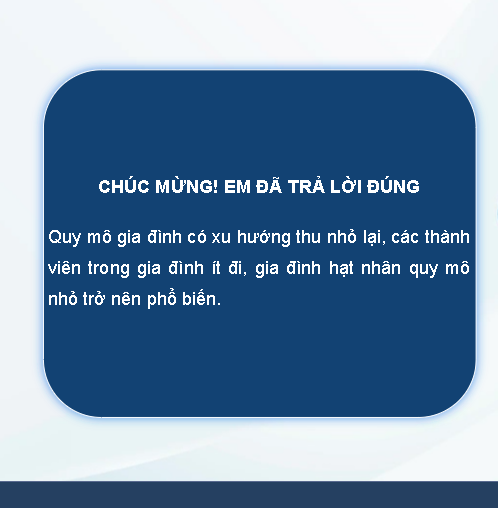 CHÚC MỪNG! EM ĐÃ TRẢ LỜI ĐÚNG
Quy mô gia đình có xu hướng thu nhỏ lại, các thành
viên trong gia đình ít đi, gia đình hạt nhân quy mô
nhỏ trở nên phổ biến.